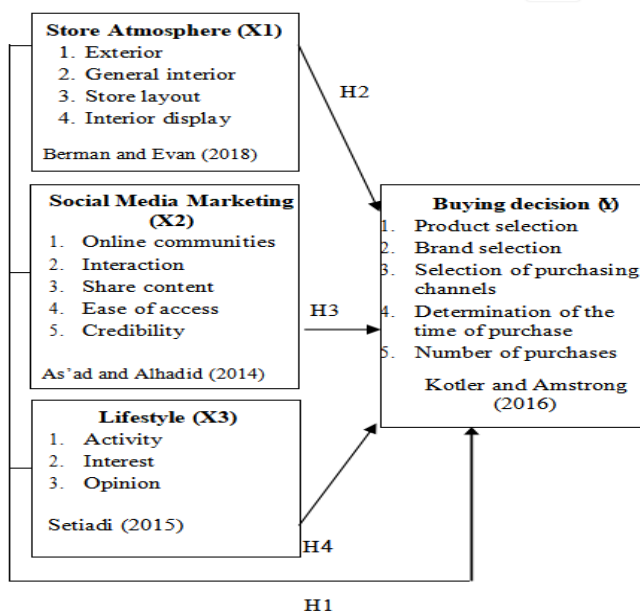 Store Atmosphere (X1)
1. Exterior
2. General interior
3. Store layout
4. Interior display
Berman and Evan (2018)
H2
Social Media Marketing
(X2)
1. Online communities
2. Interaction
3. Share content
4. Ease of access
5. Credibility
As'ad and Alhadid (2014)
H3
Buying decision (Y)
1. Product selection
2. Brand selection
3. Selection of purchasing
channels
4. Determination of the
time of purchase
5. Number of purchases
Kotler and Amstrong
(2016)
Lifestyle (X3)
1. Activity
2. Interest
3. Opinion
Setiadi (2015)
H4
H1